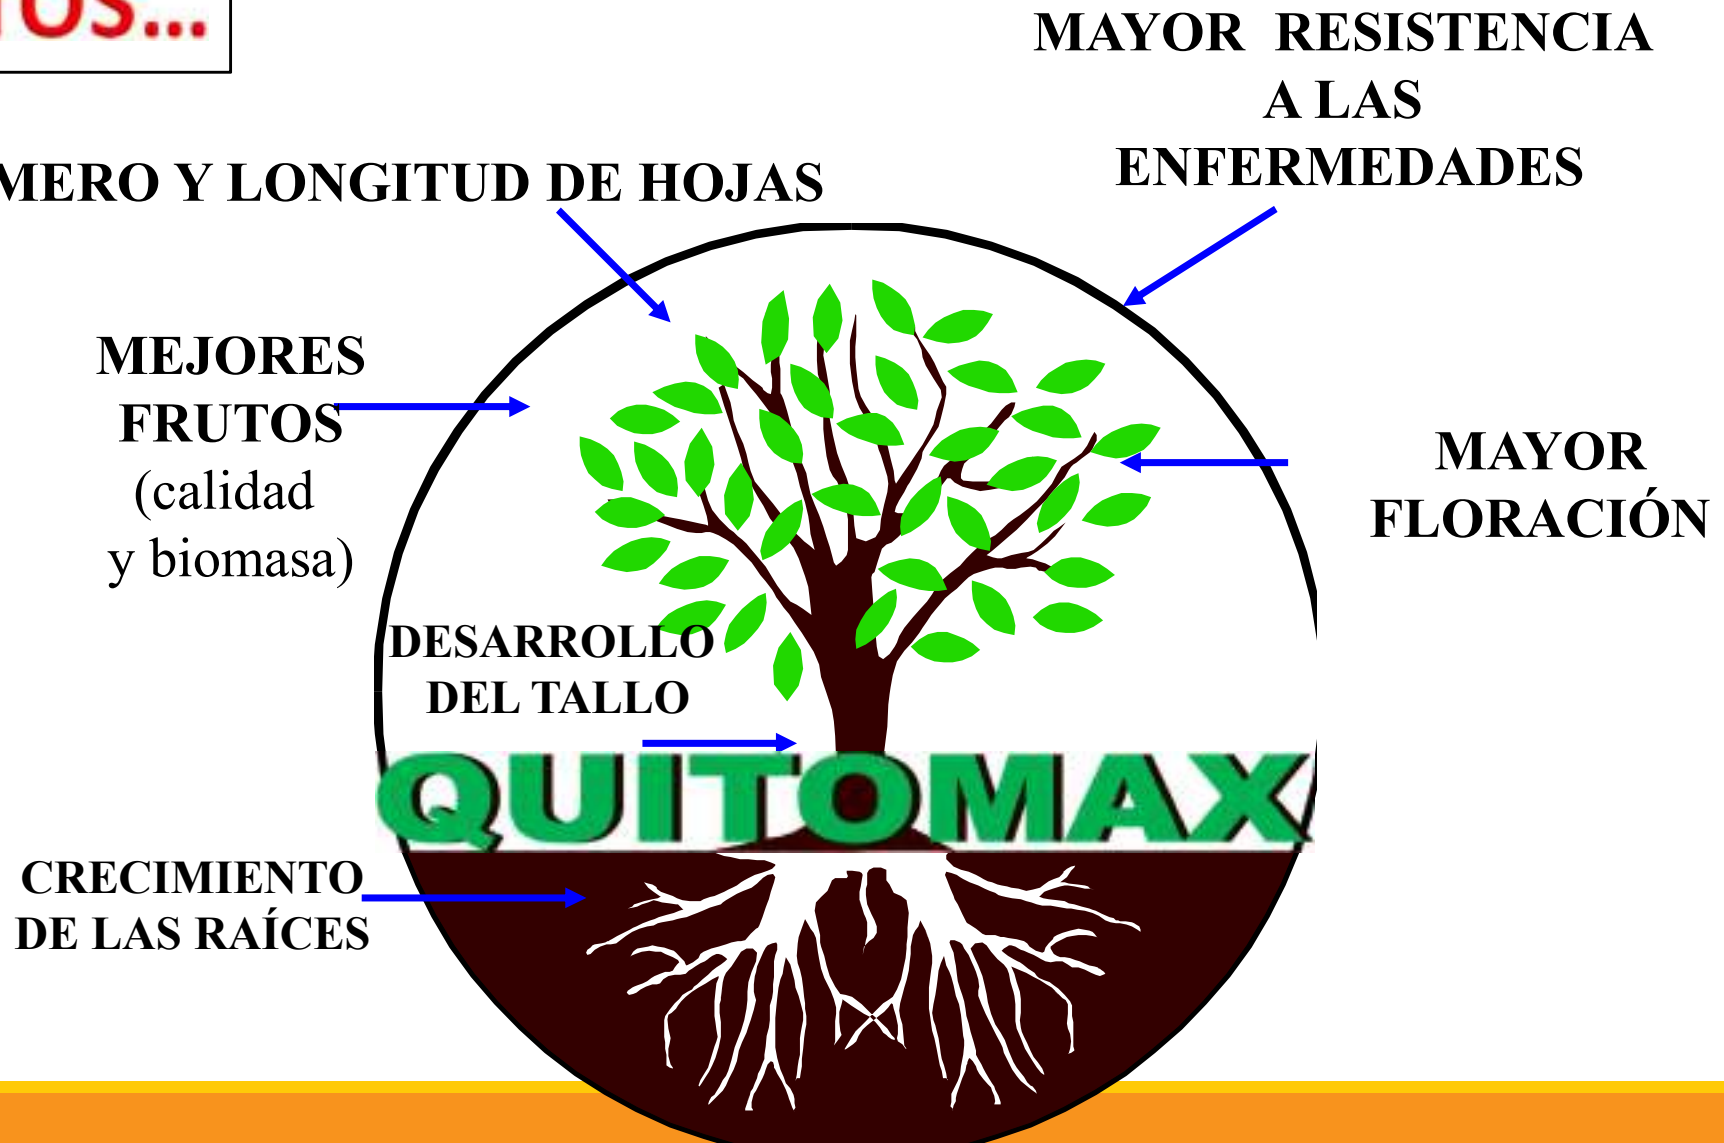 MAYOR RESISTENCIA
A LAS
ENFERMEDADES
Y LONGITUD DE HOJAS
MEJORES
FRUTOS
(calidad
y biomasa)
MAYOR
FLORACIÓN
DESARROLLO
DEL TALLO
QUITOMAX
CRECIMIENTO
DE LAS RAÍCES